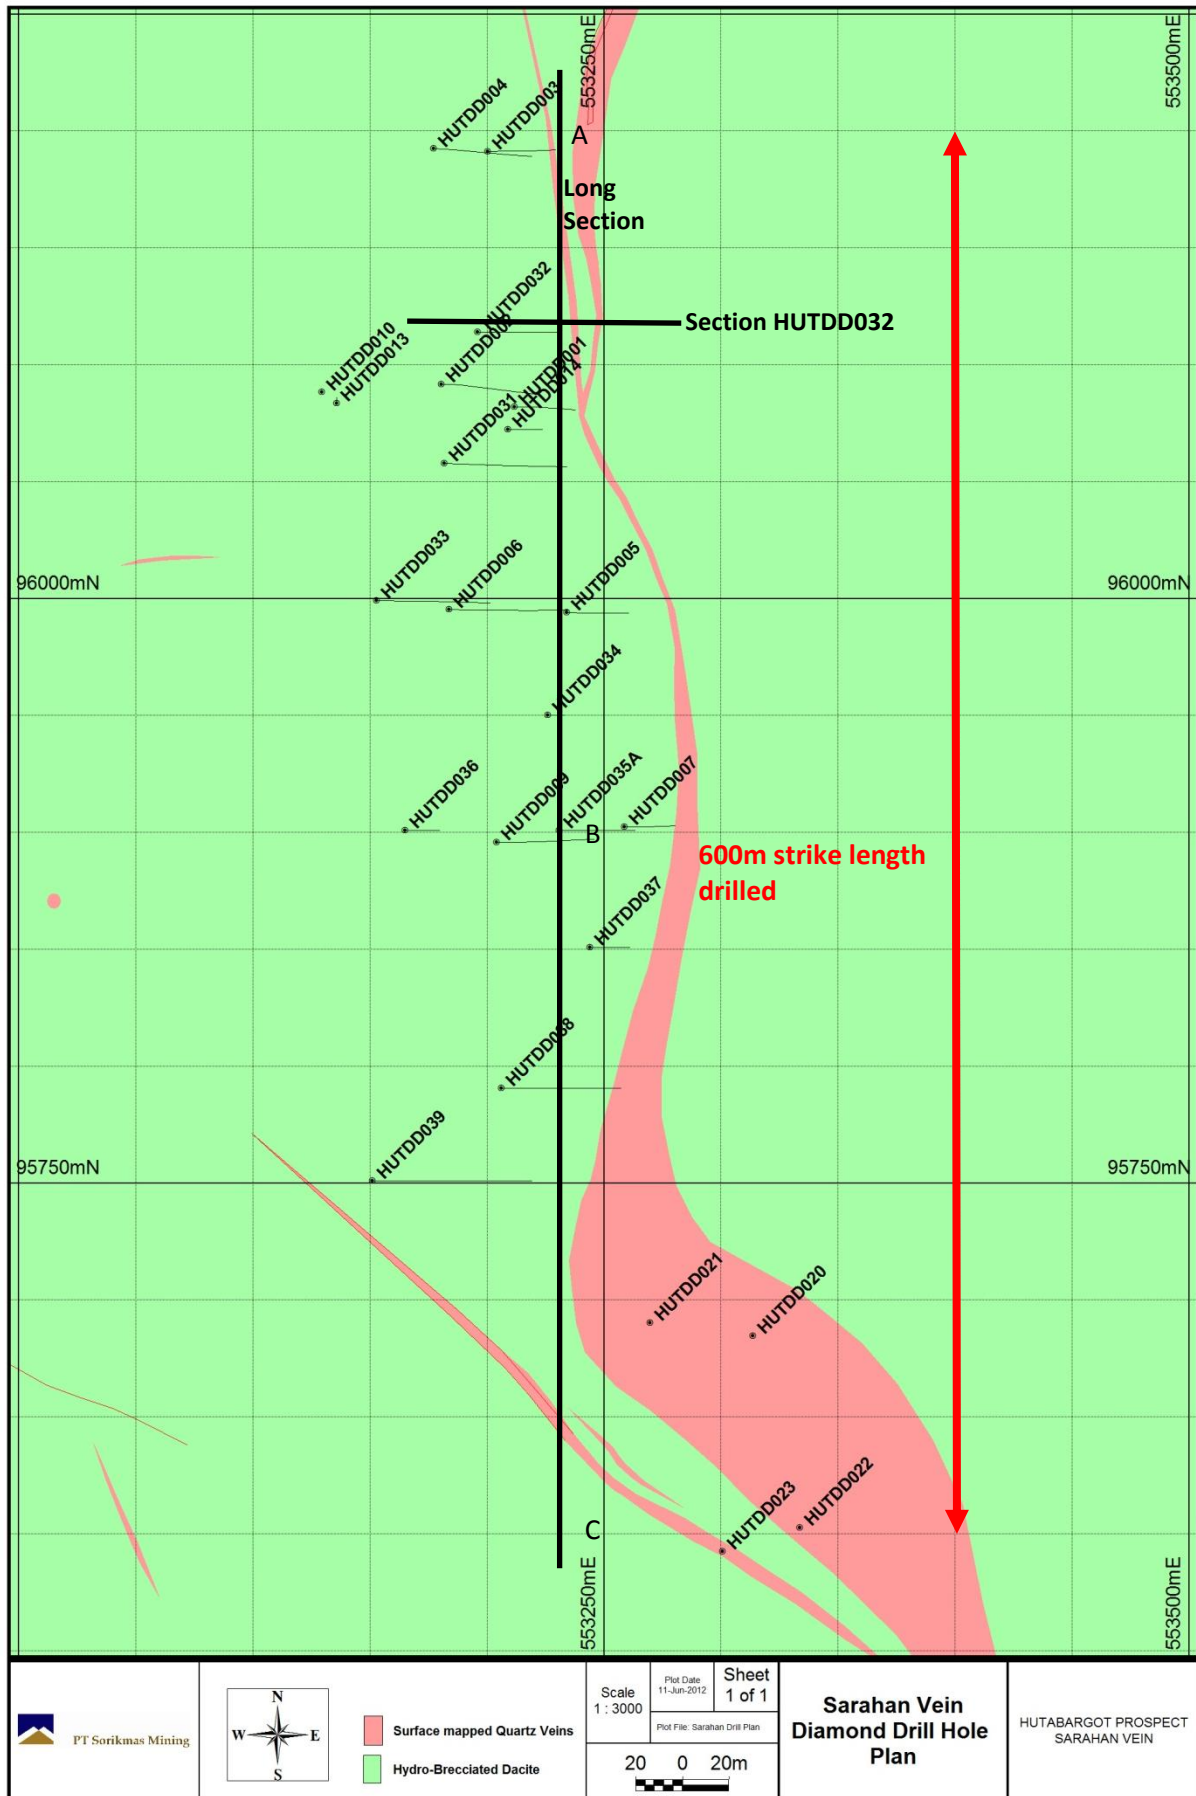 553250mE
553500mE
HUTDD004
HUTDD003
A
Long
Section
HUTDD032
Section HUTDD032
HUTDD002
HUTDD010
HUTDD013
HUTDD001
HUTDD014
HUTDD031
HUTDD033
HUTDD006
HUTDD005
96000mN
96000mN
HUTDD034
HUTDD036
HUTDD009
HUTDD035A
HUTDD007
B
600m strike length
drilled
HUTDD037
HUTDD038
HUTDD039
95750mN
95750mN
HUTDD021
HUTDD020
HUTDD023
HUTDD022
C
553250mE
553500mE
PT Sorikmas Mining
N
W
E
S
Surface mapped Quartz Veins
Hydro-Brecciated Dacite
Scale
1 : 3000
Plot Date
11-Jun-2012
Sheet
1 of 1
Plot File: Sarahan Drill Plan
20 0 20m
Sarahan Vein
Diamond Drill Hole
Plan
HUTABARGOT PROSPECT
SARAHAN VEIN